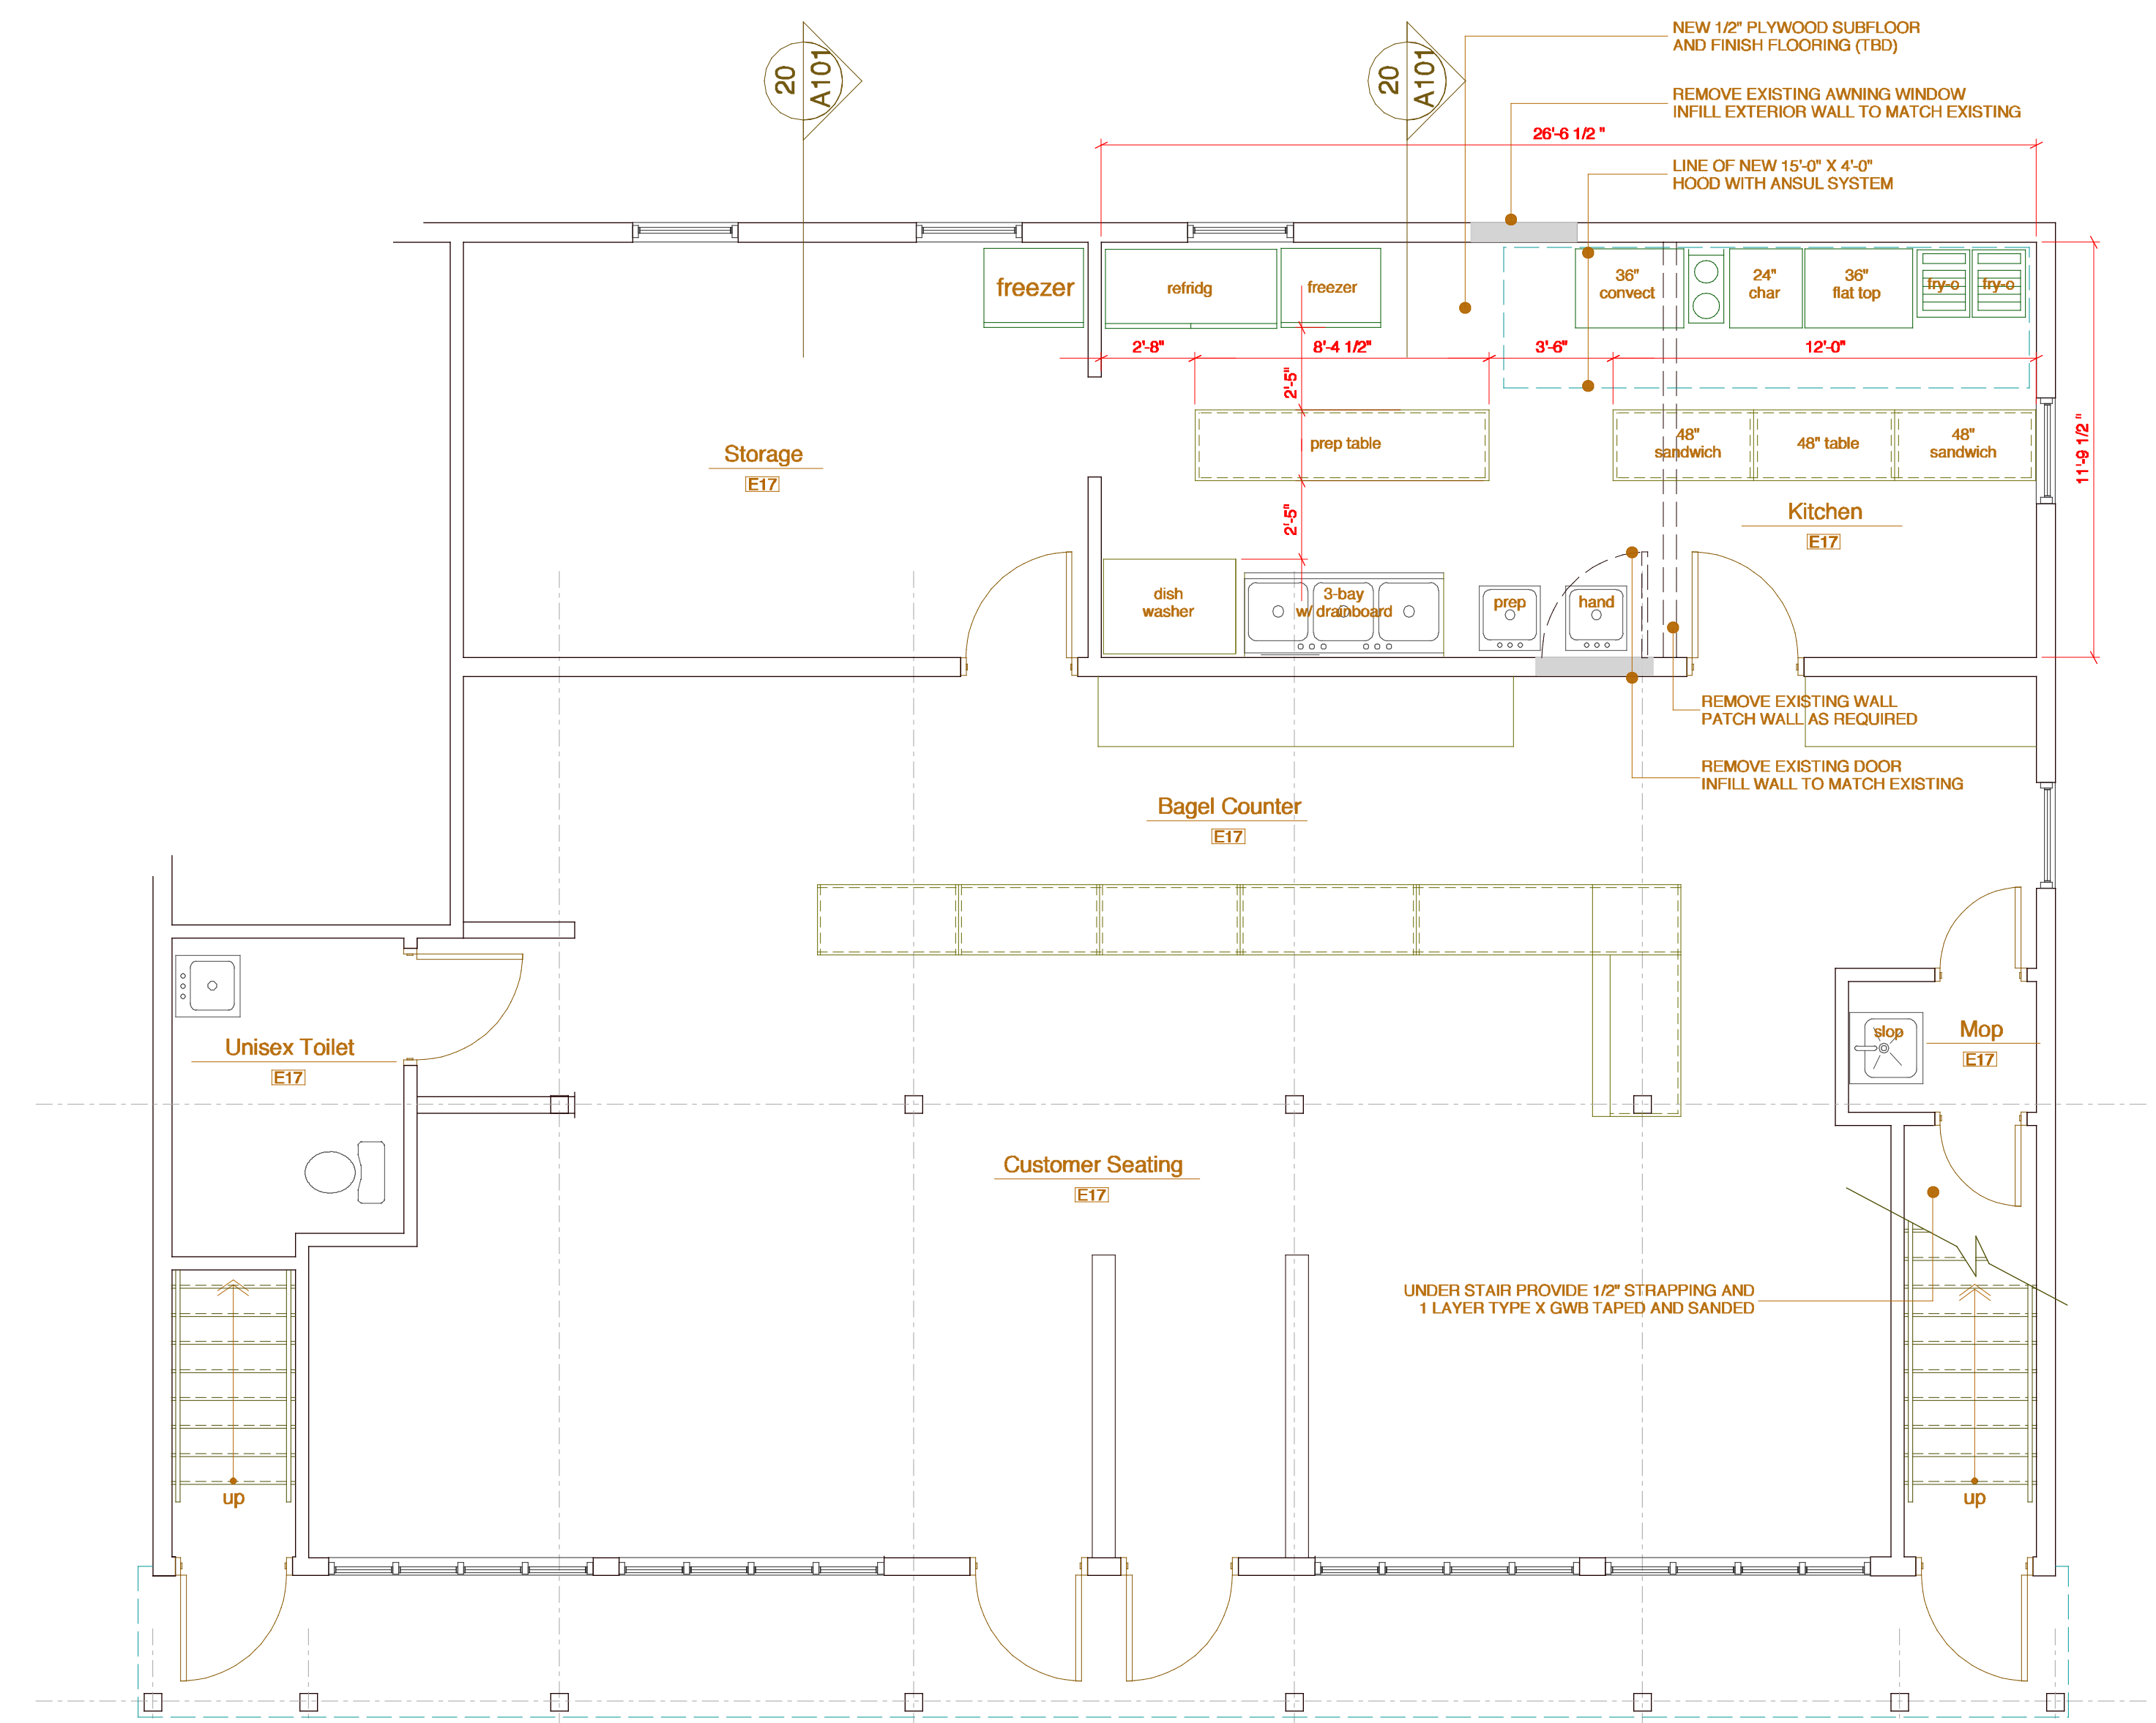 20
A101
20
A101
NEW 1/2" PLYWOOD SUBFLOOR
AND FINISH FLOORING (TBD)
REMOVE EXISTING AWNING WINDOW
INFILL EXTERIOR WALL TO MATCH EXISTING
26'-6 1/2 "
LINE OF NEW 15'-0" X 4'-0"
HOOD WITH ANSUL SYSTEM
freezer
refridg
freezer
36"
convect
24"
char
36"
flat top
fry-o
fry-o
2'-8"
8'-4 1/2"
3'-6"
12'-0"
2'-5"
11'-9 1/2 "
prep table
48"
sandwich
48" table
48"
sandwich
Storage
E17
2'-5"
Kitchen
E17
dish
washer
3-bay
w/ drainboard
prep
hand
REMOVE EXISTING WALL
PATCH WALL AS REQUIRED
REMOVE EXISTING DOOR
INFILL WALL TO MATCH EXISTING
Bagel Counter
E17
Unisex Toilet
E17
slop
Mop
E17
Customer Seating
E17
UNDER STAIR PROVIDE 1/2" STRAPPING AND
1 LAYER TYPE X GWB TAPED AND SANDED
up
up